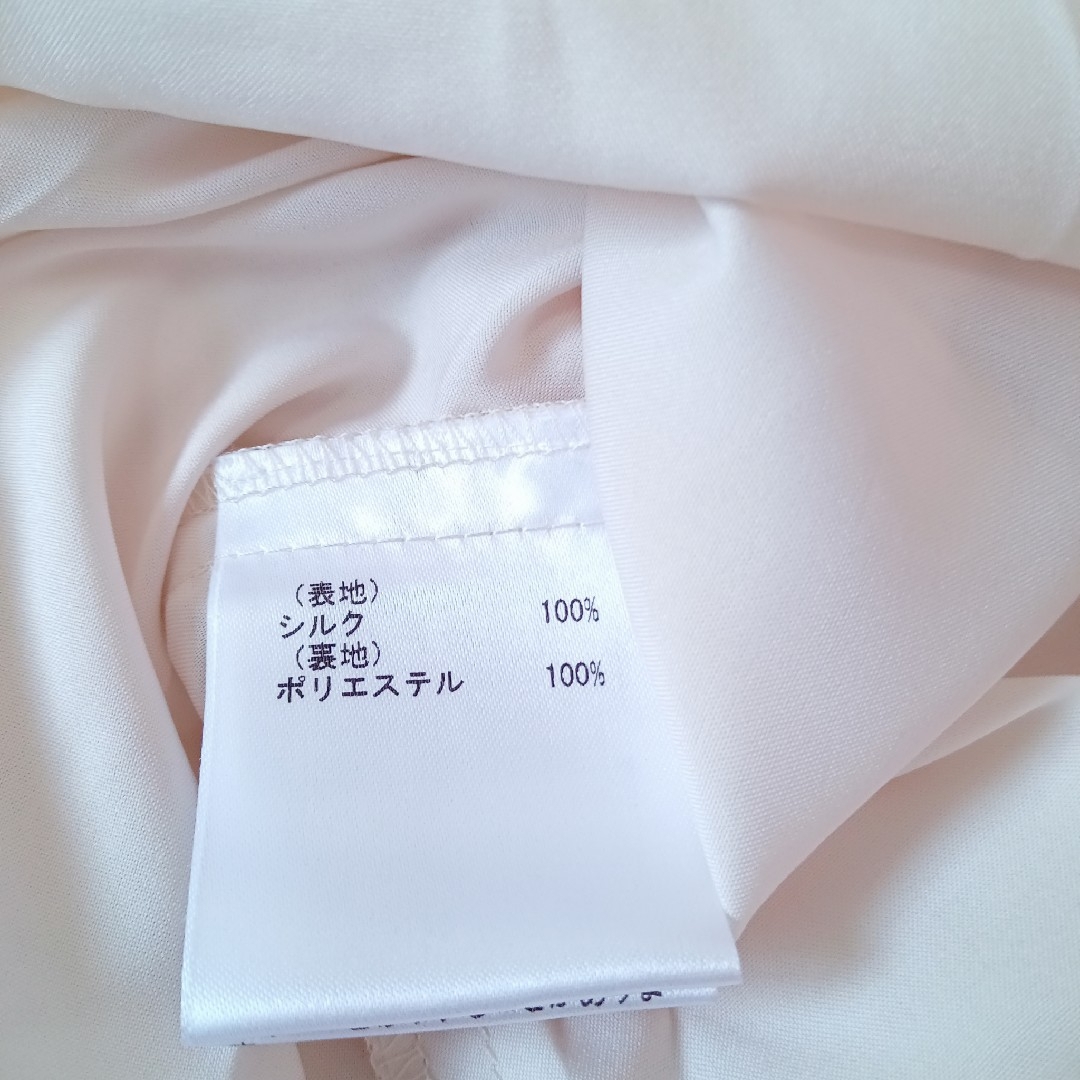 （表地）
シルク 100%
（裏地）
ポリエステル 100%